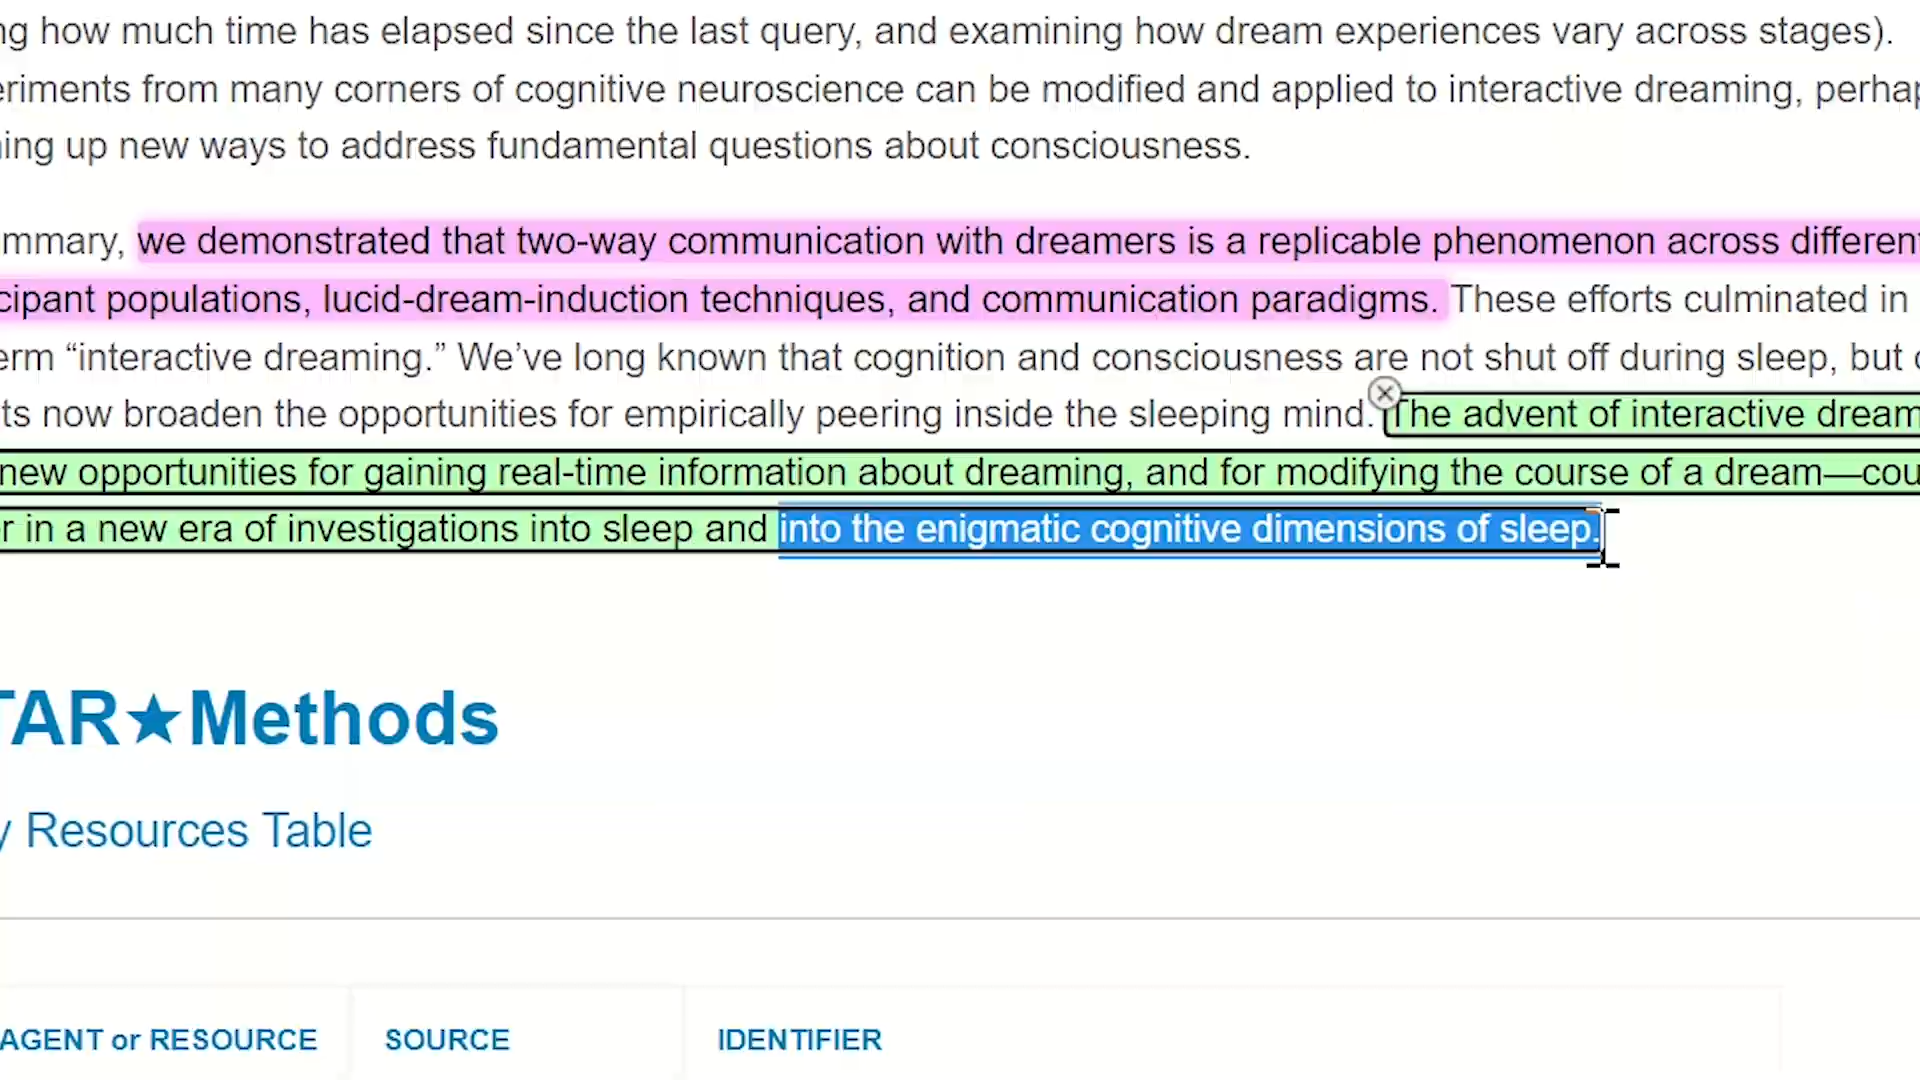 ng how much time has elapsed since the last query, and examining how dream experiences vary across stages).
eriments from many corners of cognitive neuroscience can be modified and applied to interactive dreaming, perhap
ning up new ways to address fundamental questions about consciousness.
mmary, we demonstrated that two-way communication with dreamers is a replicable phenomenon across different
cipant populations, lucid-dream-induction techniques, and communication paradigms. These efforts culminated in
erm “interactive dreaming.” We’ve long known that cognition and consciousness are not shut off during sleep, but
ts now broaden the opportunities for empirically peering inside the sleeping mind. The advent of interactive dream
new opportunities for gaining real-time information about dreaming, and for modifying the course of a dream—cou
r in a new era of investigations into sleep and into the enigmatic cognitive dimensions of sleep.
TAR★Methods
y Resources Table
AGENT or RESOURCE
SOURCE
IDENTIFIER